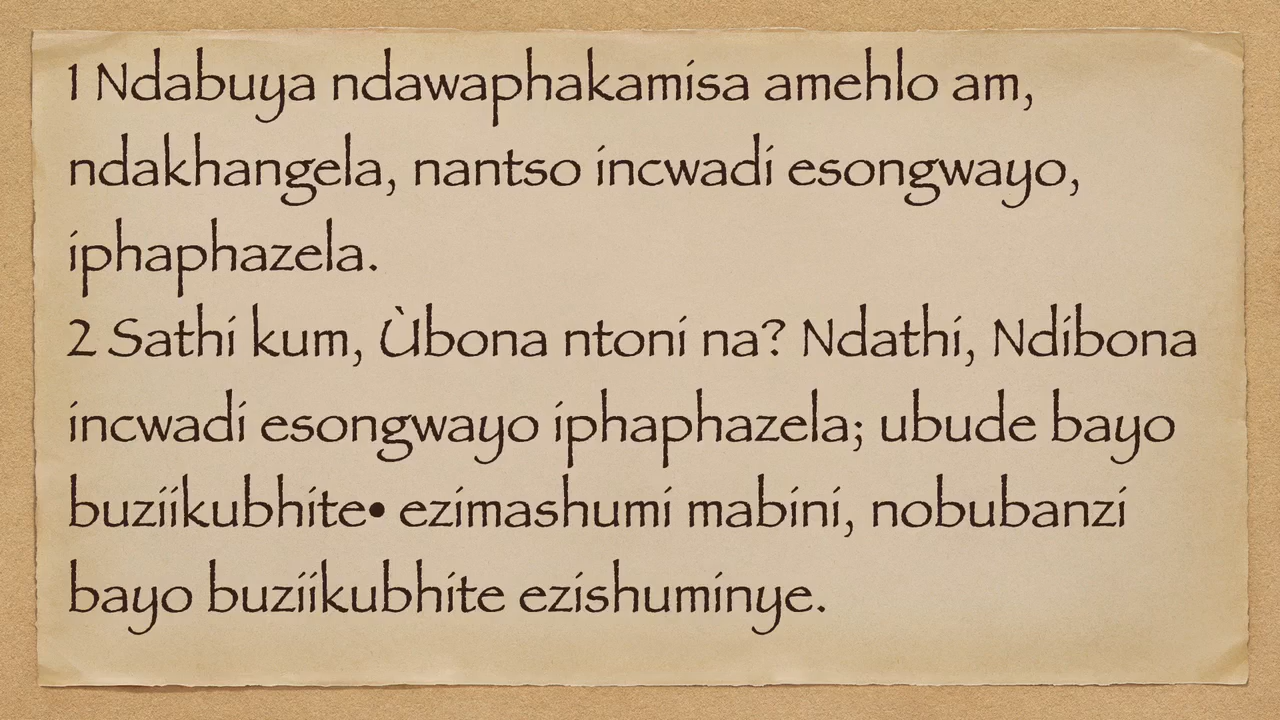 1 Ndabuya ndawaphakamisa amehlo am,
ndakhangela, nantso incwadi esongwayo,
iphaphazela.
2 Sathi kum, Ùbona ntoni na? Ndathi, Ndibona
incwadi esongwayo iphaphazela; ubude bayo
buziikubhite• ezimashumi mabini, nobubanzi
bayo buziikubhite ezishuminye.